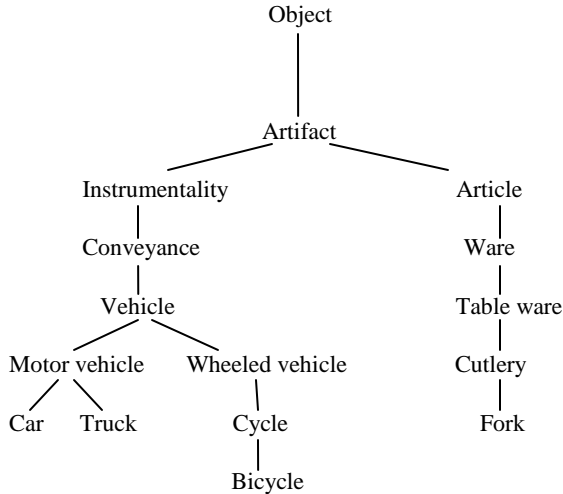 Object
Artifact
Instrumentality Article
Conveyance Ware
Vehicle Table ware
Motor vehicle Wheeled vehicle Cutlery
Car Truck Cycle Fork
Bicycle